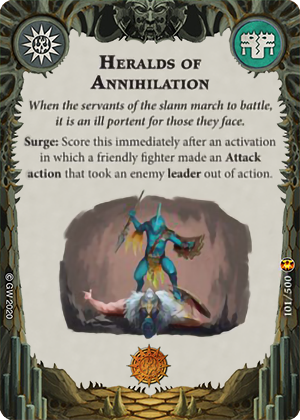 Heralds of
Annihilation
When the servants of the slann march to battle,
it is an ill portent for those they face.
Surge: Score this immediately after an activation
in which a friendly fighter made an Attack
action that took an enemy leader out of action.
© GW 2020
101/500